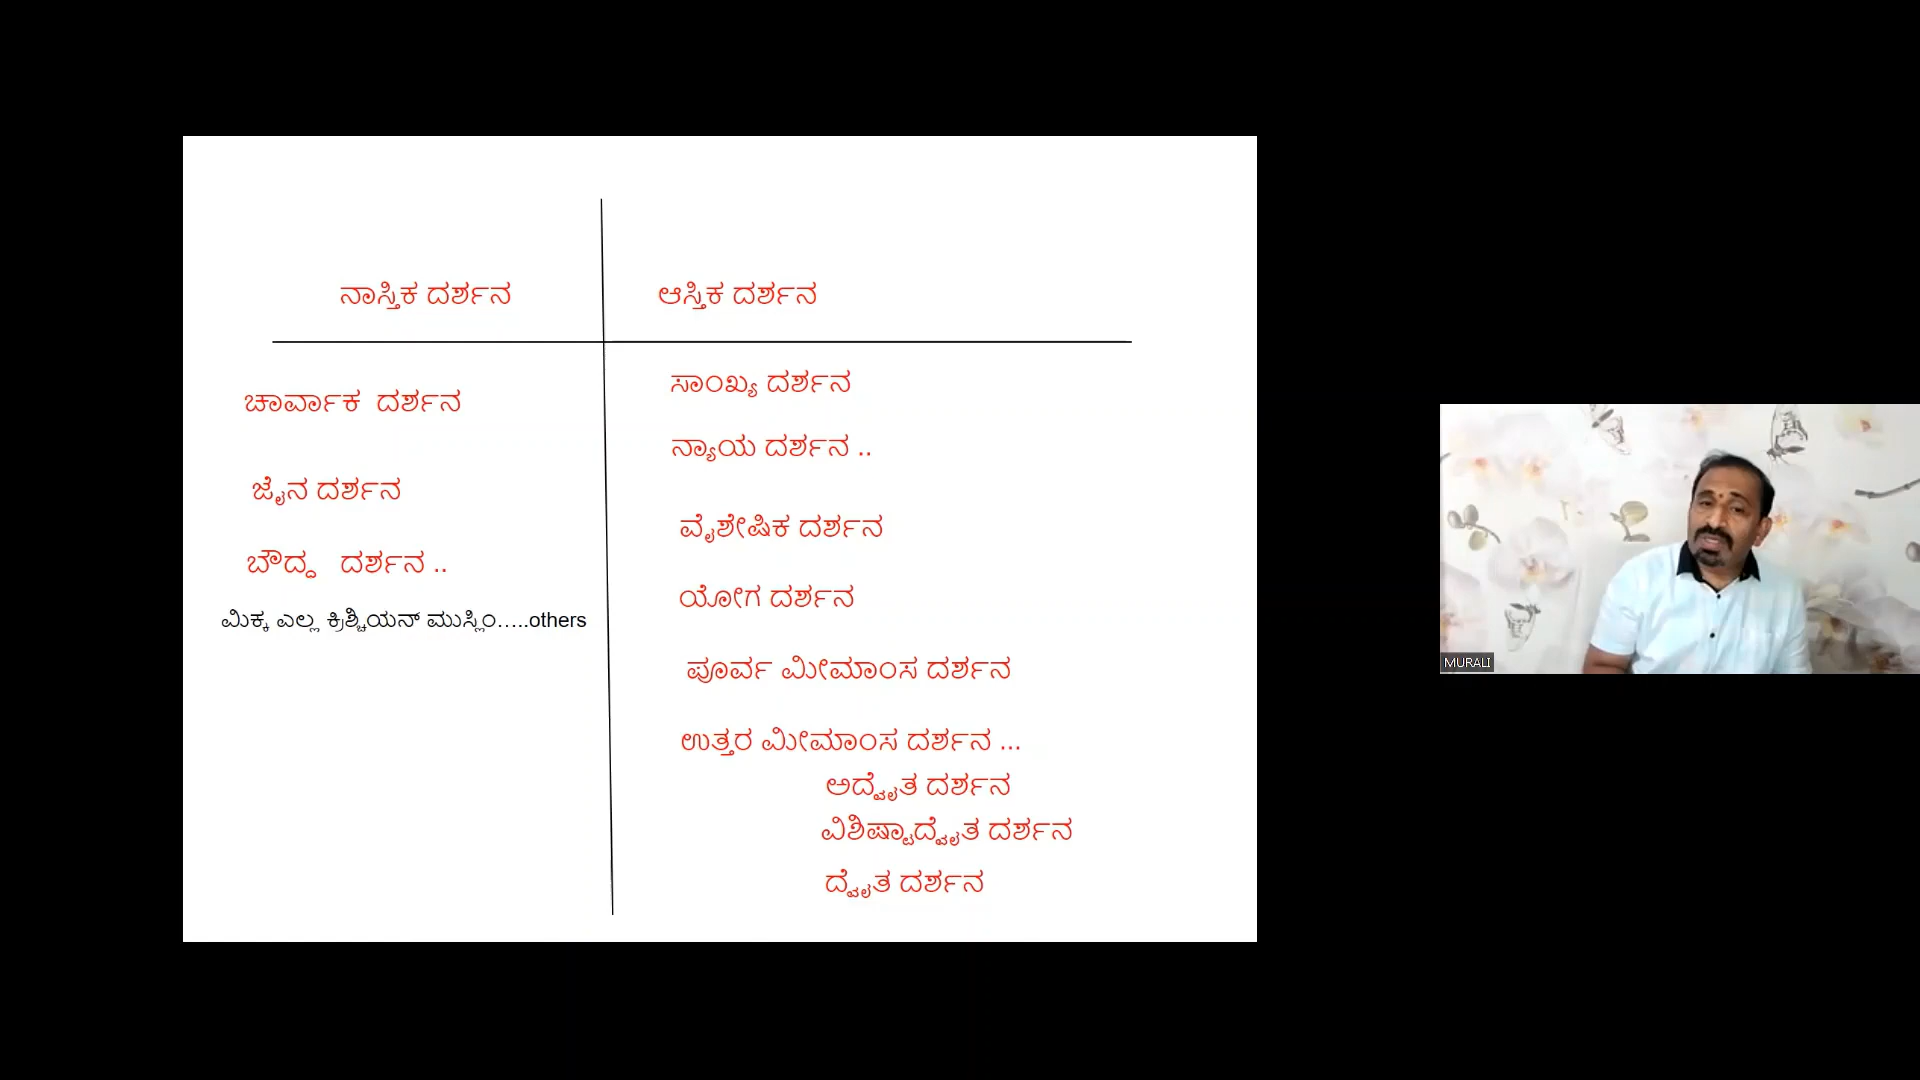 ನಾಸ್ತಿಕ ದರ್ಶನ
ಆಸ್ತಿಕ ದರ್ಶನ
ಚಾರ್ವಾಕ ದರ್ಶನ
ಜೈನ ದರ್ಶನ
ಬೌದ್ದ ದರ್ಶನ ..
ಮಿಕ್ಕ ಎಲ್ಲ ಕ್ರಿಶ್ಚಿಯನ್ ಮುಸ್ಲಿಂ.....others
ಸಾಂಖ್ಯ ದರ್ಶನ
ನ್ಯಾಯ ದರ್ಶನ ..
ವೈಶೇಷಿಕ ದರ್ಶನ
ಯೋಗ ದರ್ಶನ
ಪೂರ್ವ ಮೀಮಾಂಸ ದರ್ಶನ
ಉತ್ತರ ಮೀಮಾಂಸ ದರ್ಶನ ...
ಅದ್ವೈತ ದರ್ಶನ
ವಿಶಿಷ್ಟಾದ್ವೈತ ದರ್ಶನ
ದ್ವೈತ ದರ್ಶನ
MURALI